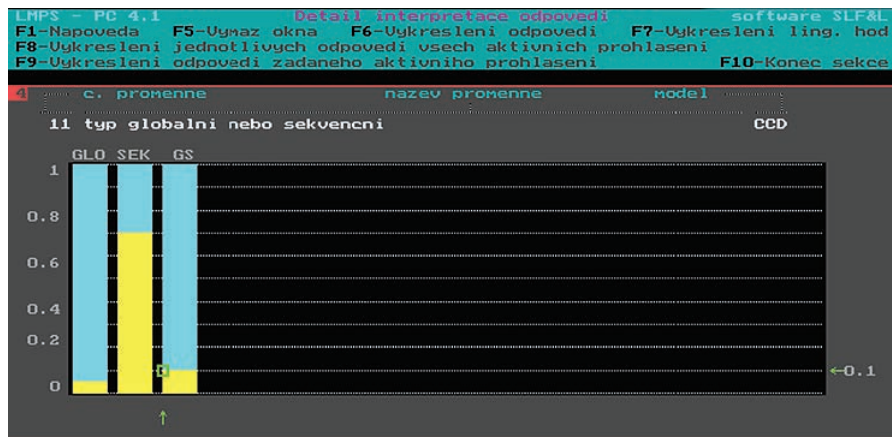 LMPS - PC 4.1 Detail interpretace odpovedi software SLF&L
F1-Napoveda F5-Vymaz okna F6-Vykresleni odpovedi F7-Vykresleni ling. hod
F8-Vykresleni jednotlivych odpovedi vsech aktivnich prohlaseni
F9-Vykresleni odpovedi zadaneho aktivniho prohlaseni F10-Konec sekce
4 c. promenne nazev promenne model
11 typ globalni nebo sekvencni CCD
GLO SEK GS
1
0.8
0.6
0.4
0.2
←0.1
0
↑